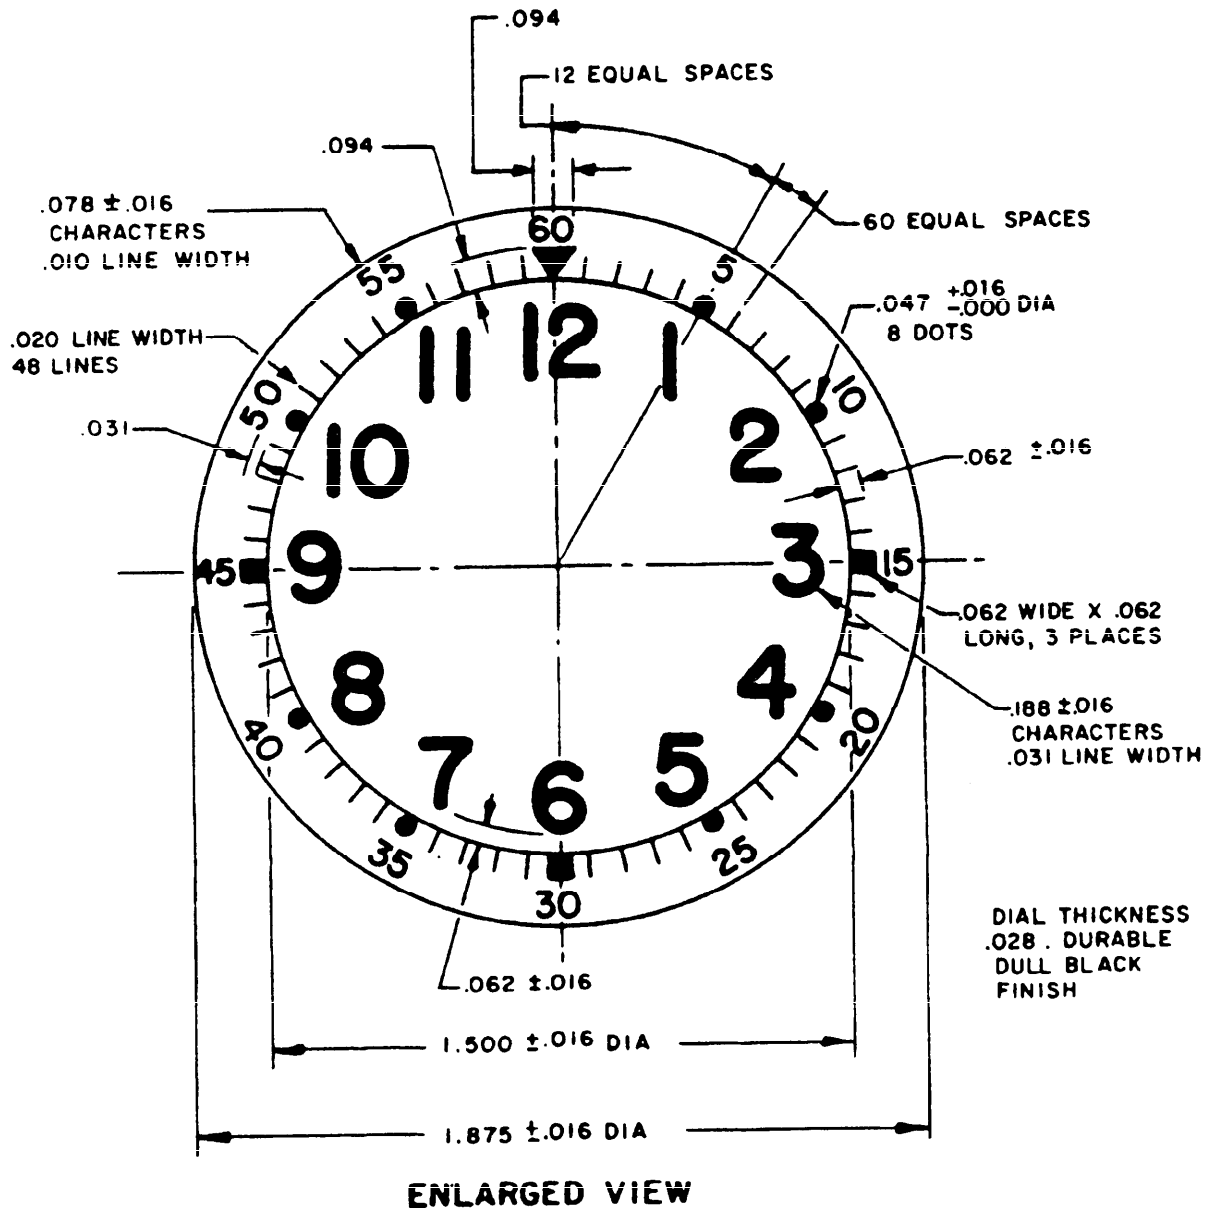 .094
12 EQUAL SPACES
.094
.078 ±.016
CHARACTERS
.010 LINE WIDTH
60 EQUAL SPACES
.047 +.016 -.000 DIA
8 DOTS
.020 LINE WIDTH
48 LINES
.031
.062 ±.016
.062 WIDE X .062
LONG, 3 PLACES
.188 ±.016
CHARACTERS
.031 LINE WIDTH
60
5
10
15
20
25
30
35
40
45
50
55
12
1
2
3
4
5
6
7
8
9
10
11
DIAL THICKNESS
.028 . DURABLE
DULL BLACK
FINISH
.062 ±.016
1.500 ±.016 DIA
1.875 ±.016 DIA
ENLARGED VIEW